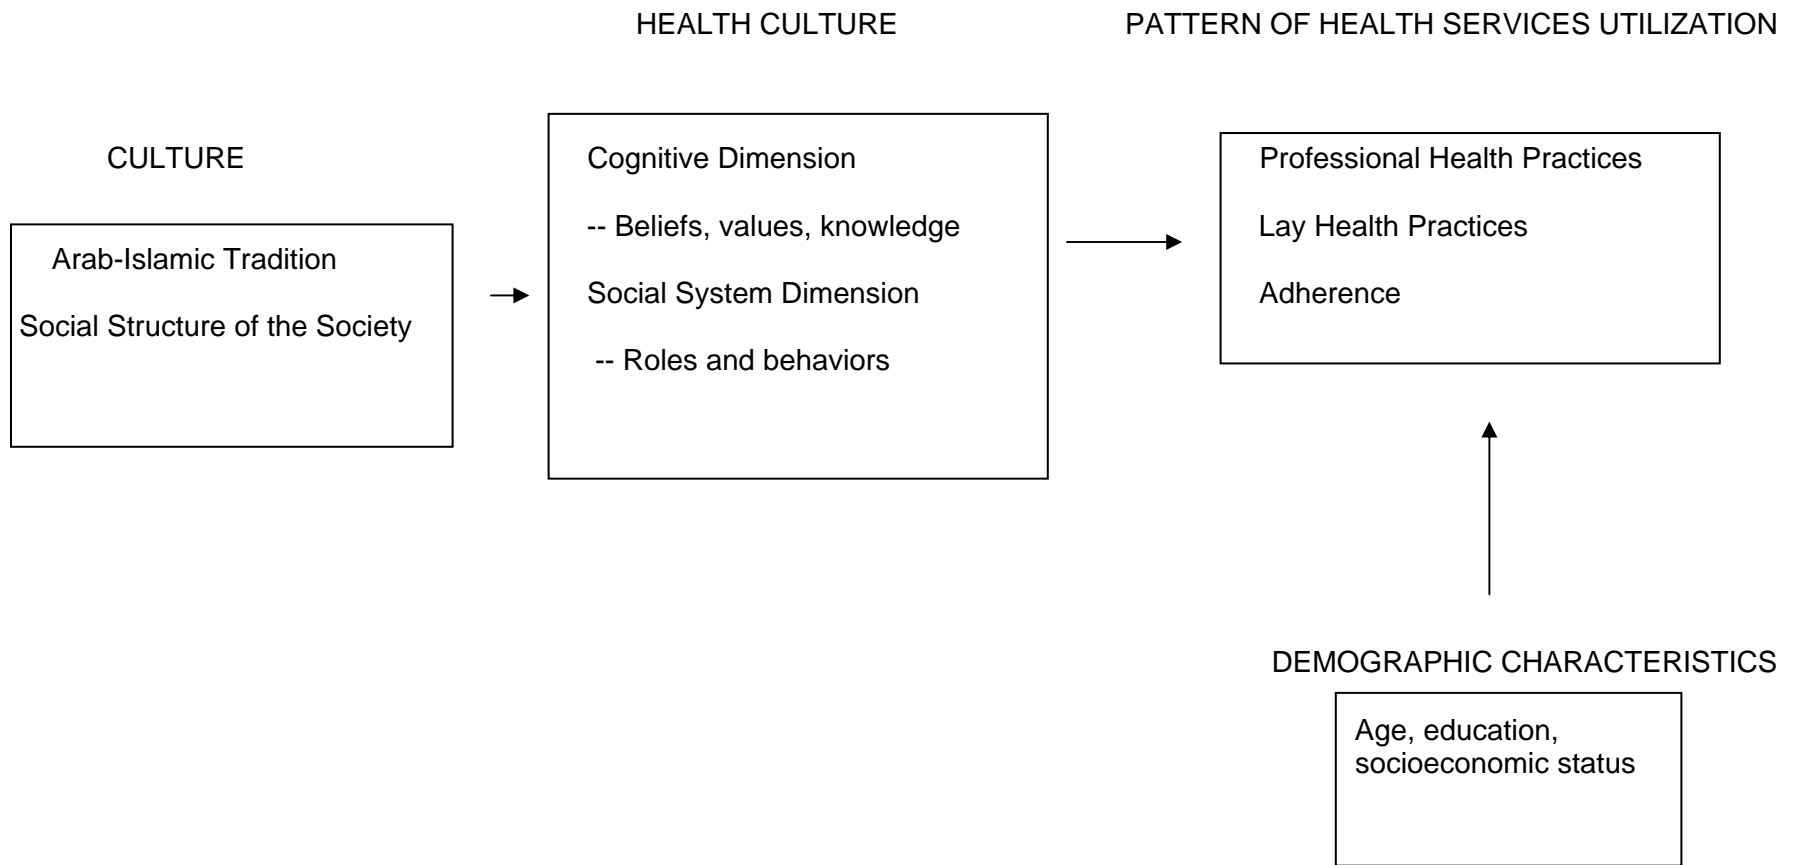 HEALTH CULTURE
PATTERN OF HEALTH SERVICES UTILIZATION
CULTURE
Arab-Islamic Tradition
Social Structure of the Society
Cognitive Dimension
-- Beliefs, values, knowledge
Social System Dimension
-- Roles and behaviors
Professional Health Practices
Lay Health Practices
Adherence
DEMOGRAPHIC CHARACTERISTICS
Age, education,
socioeconomic status